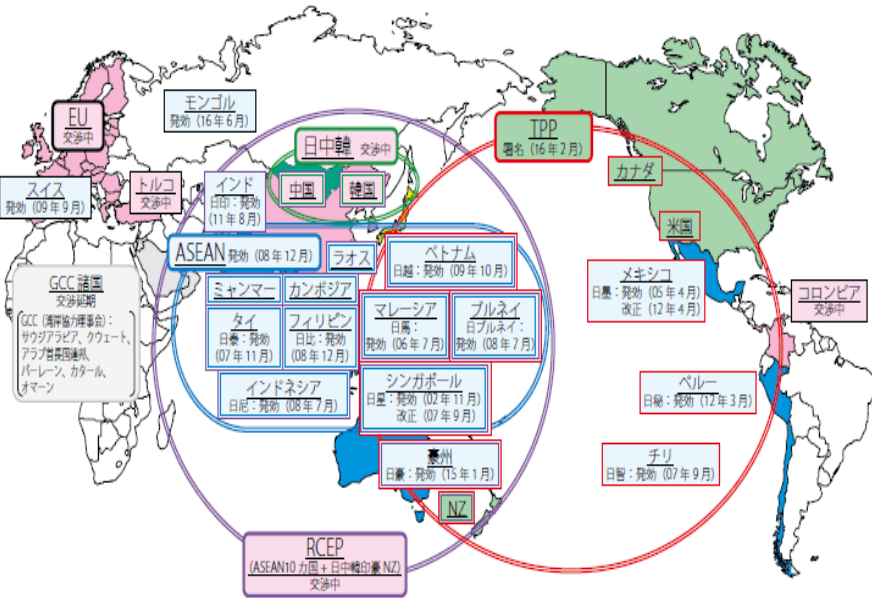 EU
交渉中
モンゴル
発効（16年6月）
スイス
発効（09年9月）
トルコ
交渉中
日中韓 交渉中
中国
韓国
インド
日印：発効
（11年8月）
TPP
署名（16年2月）
カナダ
米国
メキシコ
日墨：発効（05年4月）
改正（12年4月）
コロンビア
交渉中
ペルー
日秘：発効（12年3月）
チリ
日智：発効（07年9月）
GCC諸国
交渉延期
GCC（湾岸協力理事会）：
サウジアラビア、クウェート、
アラブ首長国連邦、
バーレーン、カタール、
オマーン
ASEAN発効（08年12月）
ラオス
ミャンマー
カンボジア
タイ
日泰：発効
（07年11月）
フィリピン
日比：発効
（08年12月）
インドネシア
日尼：発効（08年7月）
ベトナム
日越：発効（09年10月）
マレーシア
日馬：
発効（06年7月）
ブルネイ
日ブルネイ：
発効（08年7月）
シンガポール
日星：発効（02年11月）
改正（07年9月）
豪州
日豪：発効（15年1月）
NZ
RCEP
（ASEAN10カ国＋日中韓印豪NZ）
交渉中